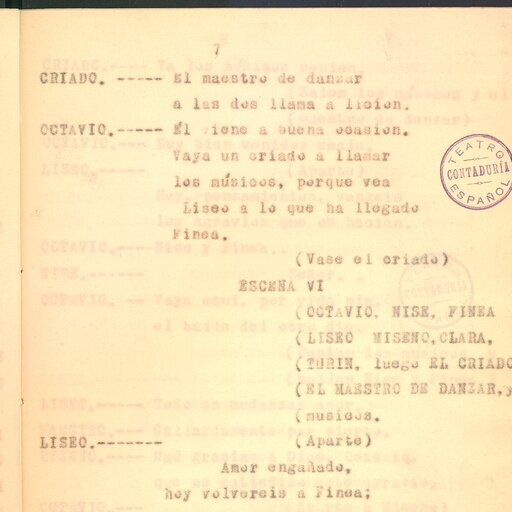 7
CRIADO. ----- El maestro de danzar
a las dos llama a licion.
OCTAVIO.----- Él viene a buena ocasion.
Vaya un criado a llamar
los músicos, porque vea
Liseo a lo que ha llegado
Finea.
(Vase el criado)
ESCENA VI
(OCTAVIO, NISE, FINEA
(LISEO MISENO,CLARA,
(TURIN, luego EL CRIADO
(EL MAESTRO DE DANZAR,y
(musicos.
LISEO.------- (Aparte)
Amor engañado,
hoy volvereis a Finea;
TEATRO
CONTADURÍA
ESPAÑOL